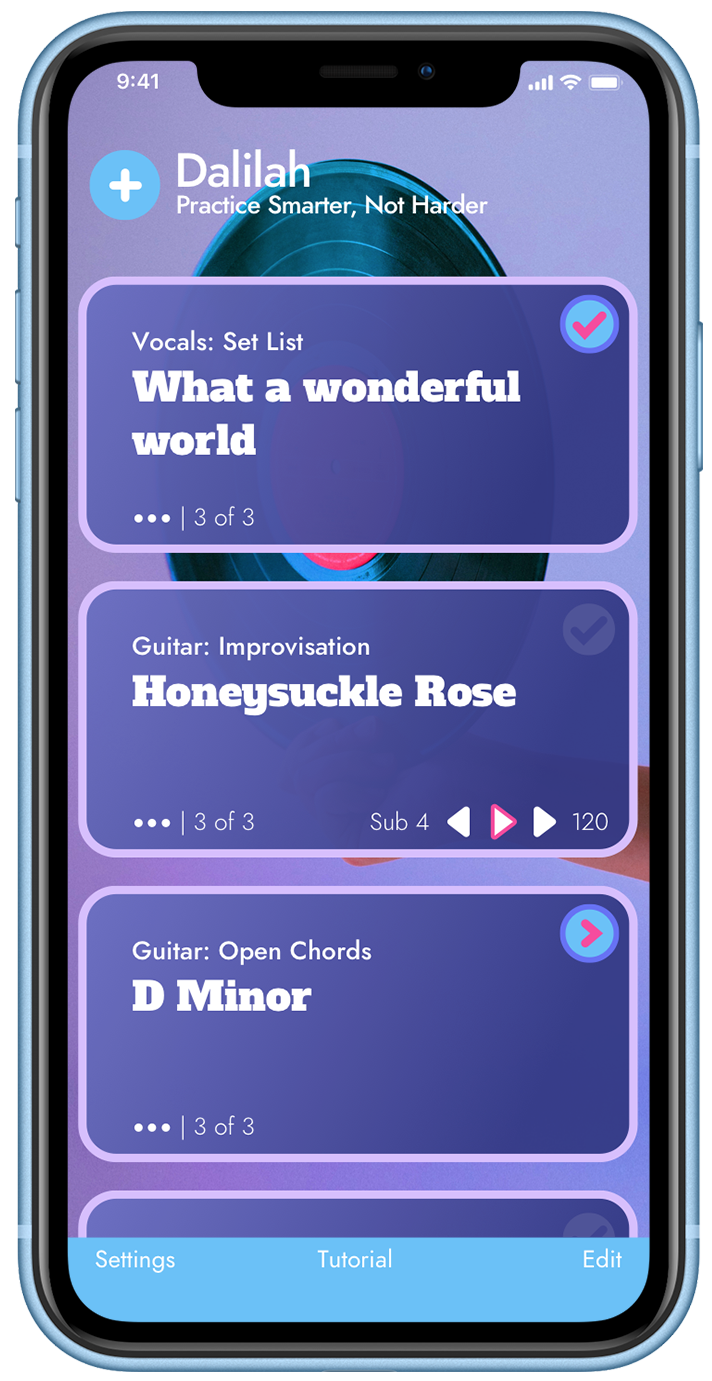 9:41
Dalilah
Practice Smarter, Not Harder
Vocals: Set List
What a wonderful
world
••• | 3 of 3
Guitar: Improvisation
Honeysuckle Rose
••• | 3 of 3
Sub 4
120
Guitar: Open Chords
D Minor
••• | 3 of 3
Settings
Tutorial
Edit